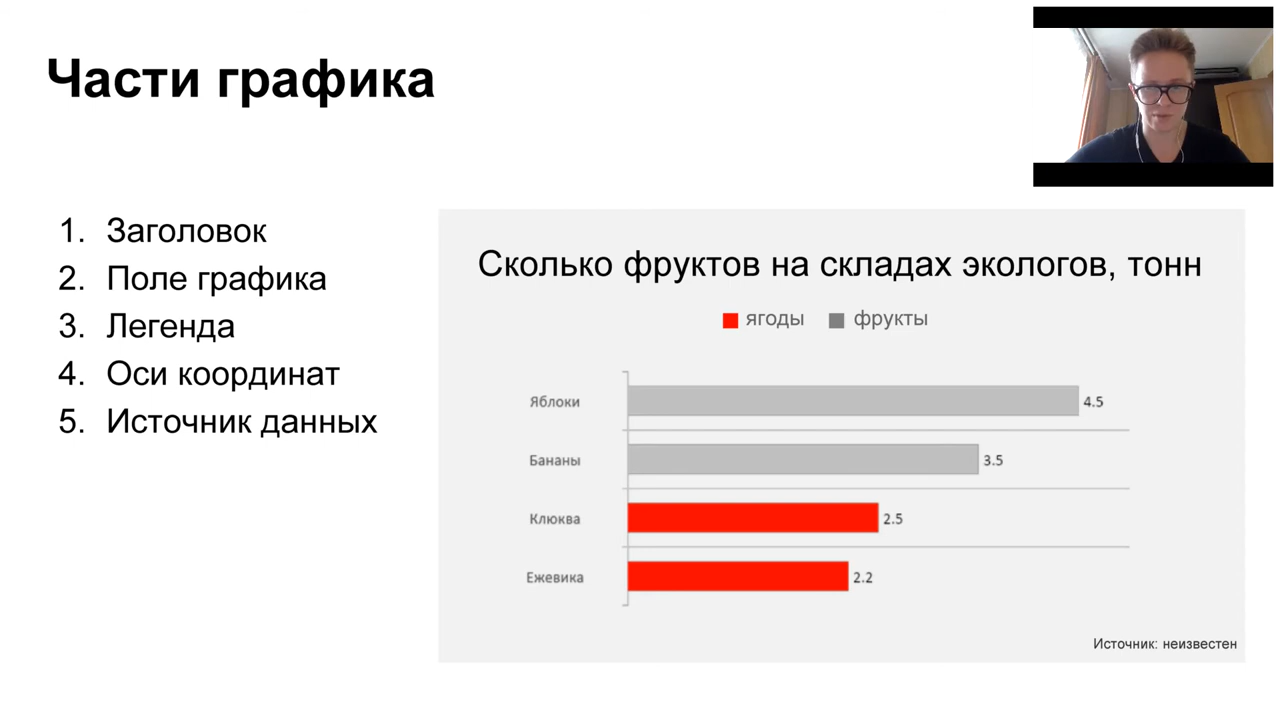 Части графика
1. Заголовок
2. Поле графика
3. Легенда
4. Оси координат
5. Источник данных
Сколько фруктов на складах экологов, тонн
ягоды фрукты
Яблоки 4.5
Бананы 3.5
Клюква 2.5
Ежевика 2.2
Источник: неизвестен